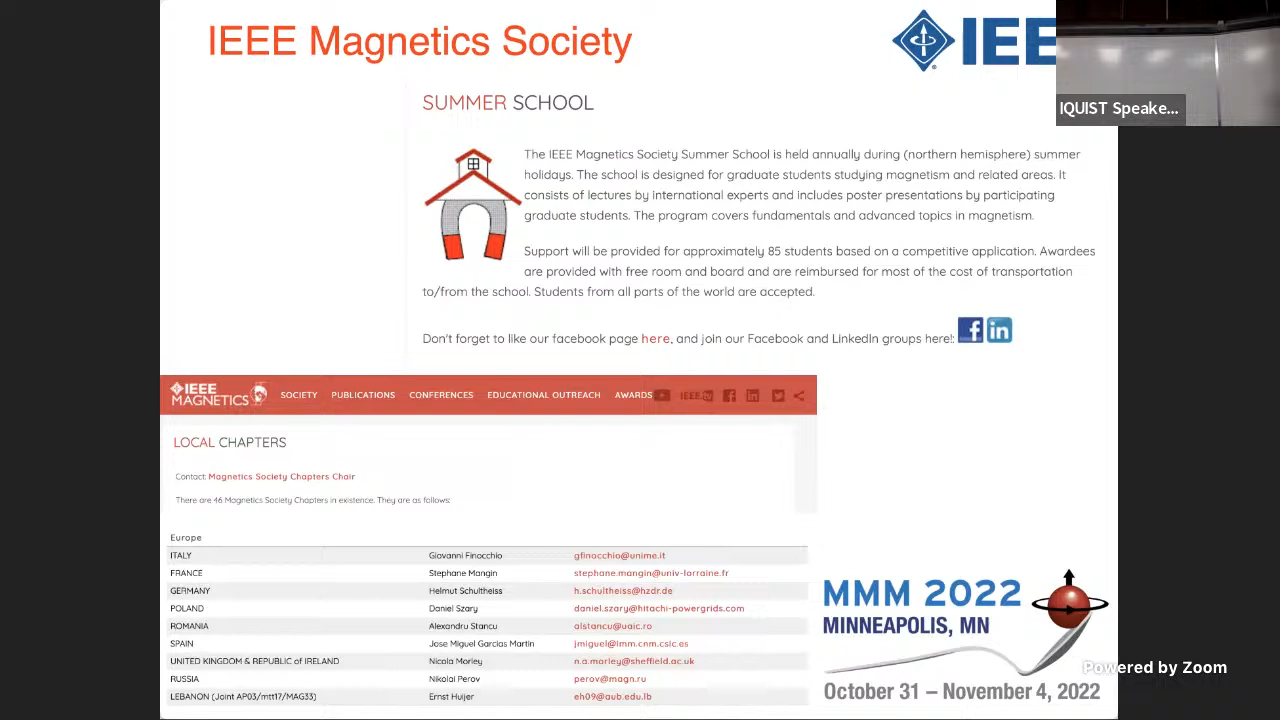 IEEE Magnetics Society
IEE
IQUIST Speake...
SUMMER SCHOOL
The IEEE Magnetics Society Summer School is held annually during (northern hemisphere) summer
holidays. The school is designed for graduate students studying magnetism and related areas. It
consists of lectures by international experts and includes poster presentations by participating
graduate students. The program covers fundamentals and advanced topics in magnetism.
Support will be provided for approximately 85 students based on a competitive application. Awardees
are provided with free room and board and are reimbursed for most of the cost of transportation
to/from the school. Students from all parts of the world are accepted.
Don't forget to like our facebook page here, and join our Facebook and LinkedIn groups here!:
IEEE MAGNETICS SOCIETY PUBLICATIONS CONFERENCES EDUCATIONAL OUTREACH AWARDS IEEE.tv
LOCAL CHAPTERS
Contact: Magnetics Society Chapters Chair
There are 46 Magnetics Society Chapters in existence. They are as follows:
Europe
ITALY Giovanni Finocchio gfinocchio@unime.it
FRANCE Stephane Mangin stephane.mangin@univ-lorraine.fr
GERMANY Helmut Schultheiss h.schultheiss@hzdr.de
POLAND Daniel Szary daniel.szary@hitachi-powergrids.com
ROMANIA Alexandru Stancu alstancu@uaic.ro
SPAIN Jose Miguel Garcias Martin jmiguel@imm.cnm.csic.es
UNITED KINGDOM & REPUBLIC of IRELAND Nicola Morley n.a.morley@sheffield.ac.uk
RUSSIA Nikolai Perov perov@magn.ru
LEBANON (Joint AP03/mtt17/MAG33) Ernst Huijer eh09@aub.edu.lb
MMM 2022
MINNEAPOLIS, MN
October 31 – November 4, 2022
Powered by Zoom